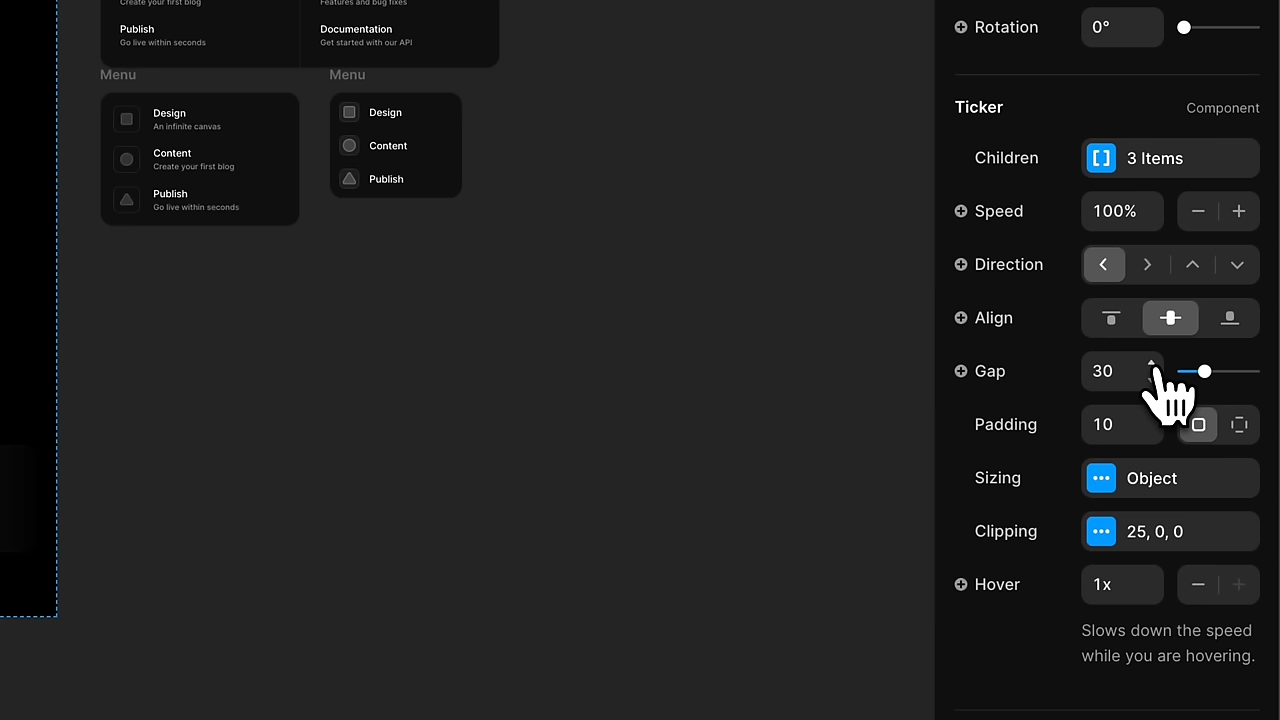 Create your first blog
Features and bug fixes
Publish
Go live within seconds
Documentation
Get started with our API
Menu
Design
An infinite canvas
Content
Create your first blog
Publish
Go live within seconds
Menu
Design
Content
Publish
Rotation
0°
Ticker
Component
Children
3 Items
Speed
100%
Direction
Align
Gap
30
Padding
10
Sizing
Object
Clipping
25, 0, 0
Hover
1x
Slows down the speed
while you are hovering.